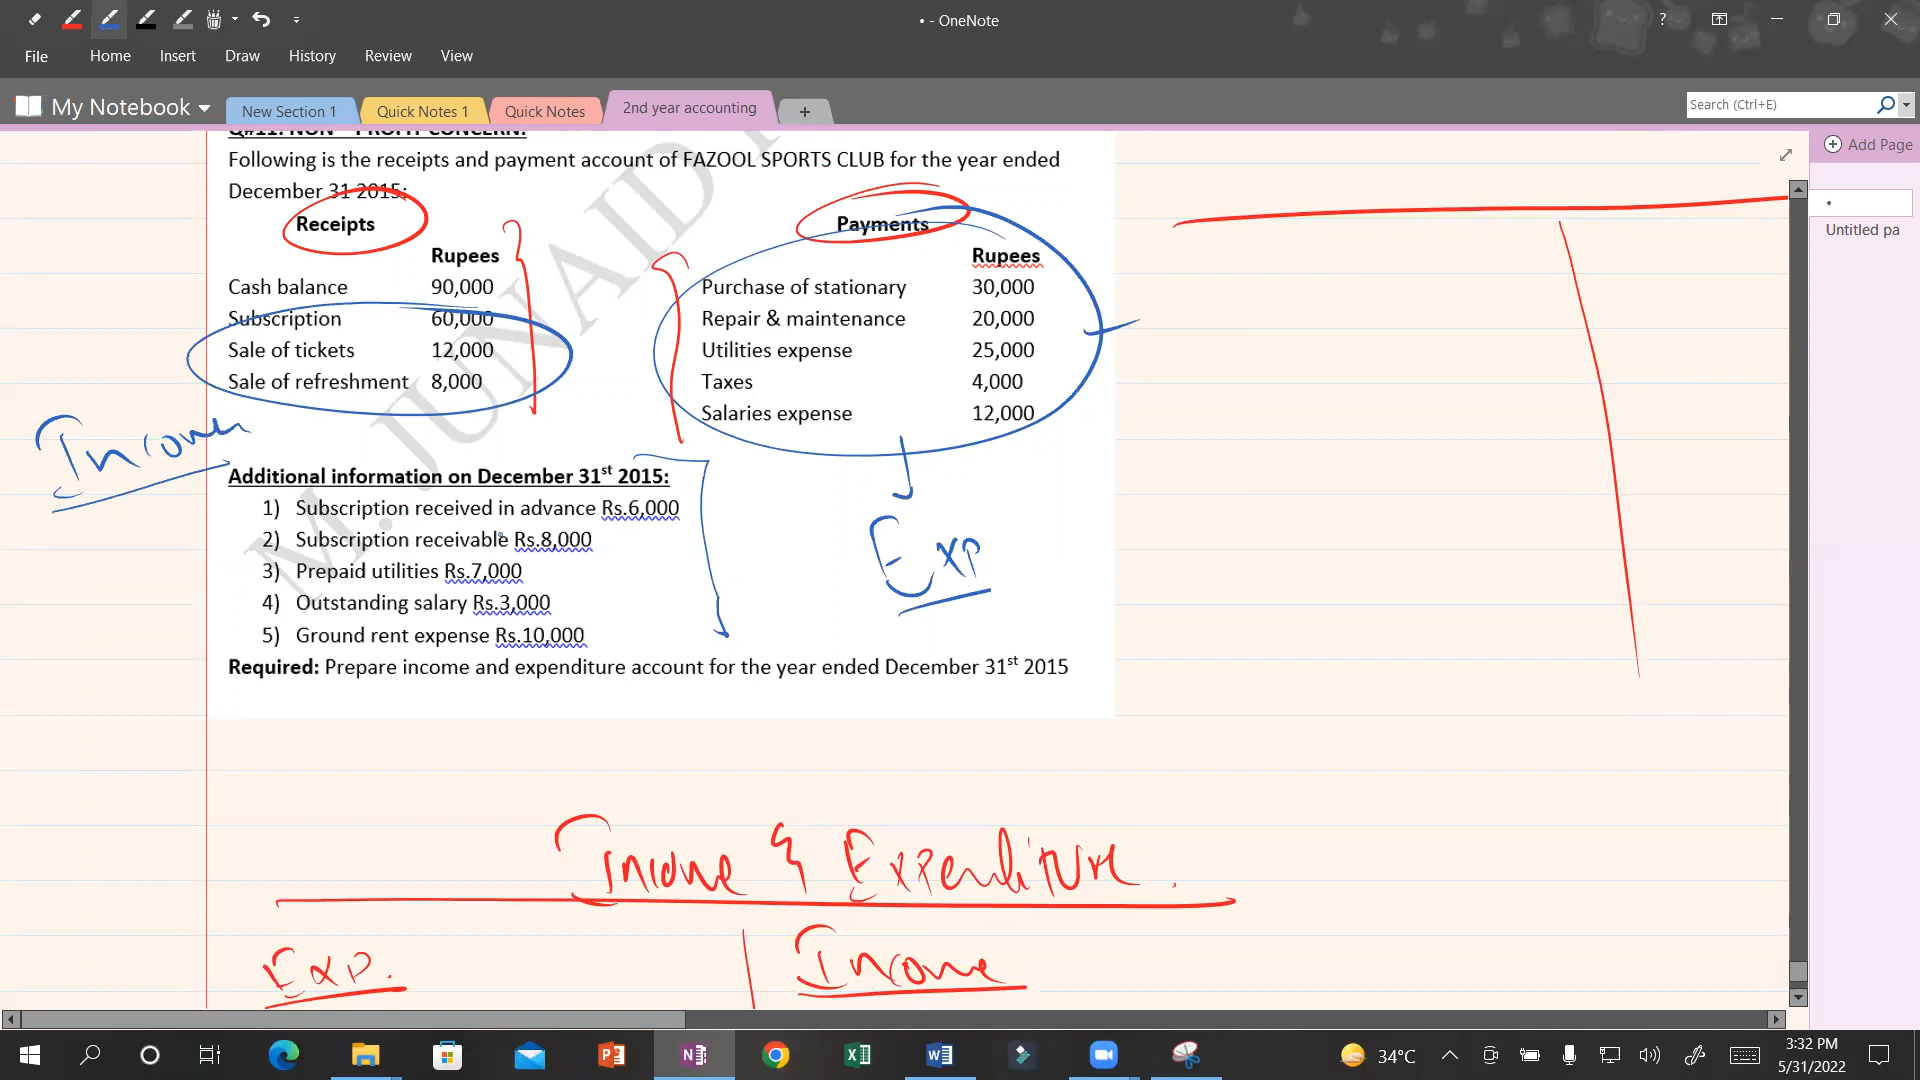 • - OneNote
?
File Home Insert Draw History Review View
My Notebook New Section 1 Quick Notes 1 Quick Notes 2nd year accounting + Search (Ctrl+E)
Q#11: NON - PROFIT CONCERN:
Following is the receipts and payment account of FAZOOL SPORTS CLUB for the year ended
December 31 2015:
Receipts Payments
Rupees Rupees
Cash balance 90,000 Purchase of stationary 30,000
Subscription 60,000 Repair & maintenance 20,000
Sale of tickets 12,000 Utilities expense 25,000
Sale of refreshment 8,000 Taxes 4,000
Salaries expense 12,000
Income
Additional information on December 31st 2015:
1) Subscription received in advance Rs.6,000
2) Subscription receivable Rs.8,000
3) Prepaid utilities Rs.7,000
4) Outstanding salary Rs.3,000
5) Ground rent expense Rs.10,000
Exp
Required: Prepare income and expenditure account for the year ended December 31st 2015
M. JUNAID
Income & Expenditure
Exp. Income
Add Page
•
Untitled pa
34°C
3:32 PM
5/31/2022